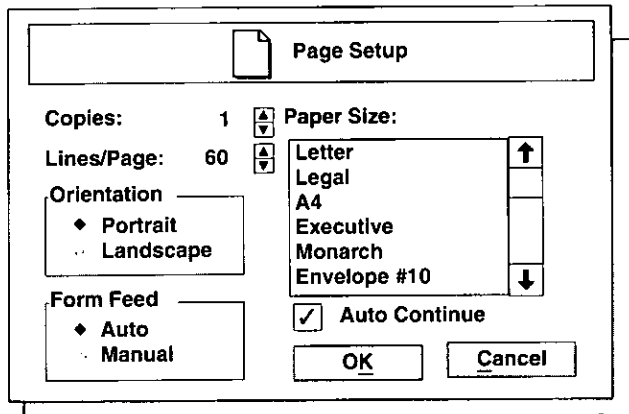 Page Setup
Copies: 1
Lines/Page: 60
Orientation
Portrait
Landscape
Form Feed
Auto
Manual
Paper Size:
Letter
Legal
A4
Executive
Monarch
Envelope #10
Auto Continue
OK
Cancel